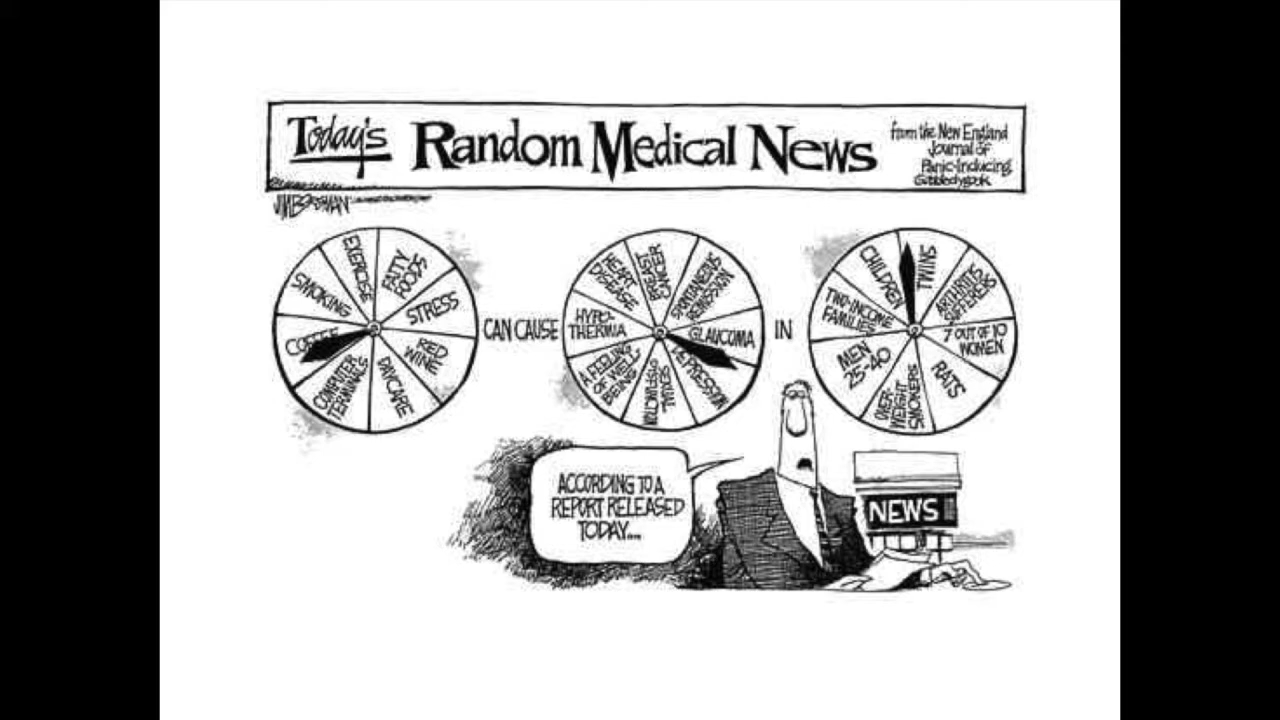 Today's Random Medical News
from the New England
Journal of
Panic-Inducing
Gobbledygook
JIM BORGMAN
EXERCISE
FATTY
FOODS
STRESS
RED
WINE
DAYCARE
COMPUTER
TERMINALS
COFFEE
SMOKING
CAN CAUSE
HEART
DISEASE
BREAST
CANCER
SPONTANEOUS
REMISSION
GLAUCOMA
DEPRESSION
SEXUAL
A FEELING
OF WELL
BEING
HYPO-
THERMIA
IN
CHILDREN
TWINS
ARTHRITIS
SUFFERERS
7 OUT OF 10
WOMEN
RATS
OVER-
WEIGHT
SMOKERS
MEN
25-40
TWO-INCOME
FAMILIES
ACCORDING TO A
REPORT RELEASED
TODAY...
NEWS